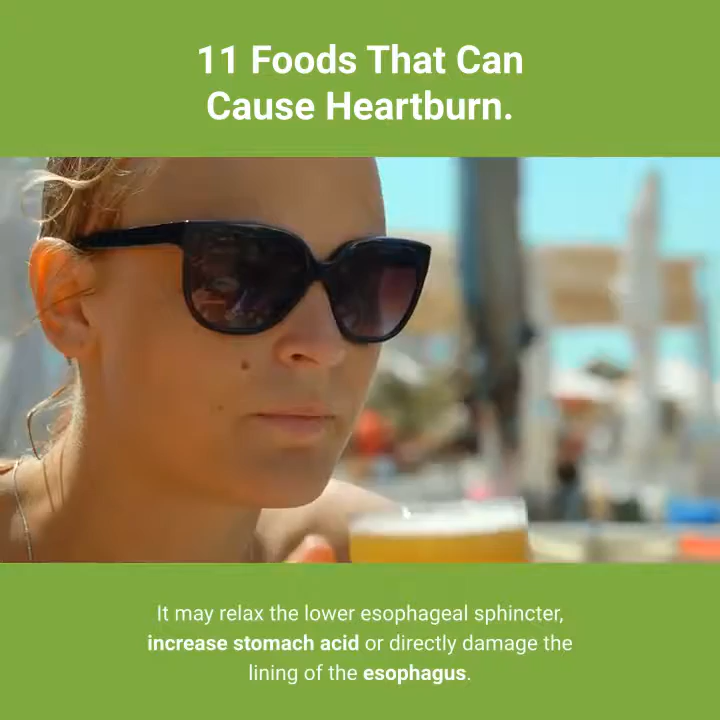 11 Foods That Can
Cause Heartburn.
It may relax the lower esophageal sphincter,
increase stomach acid or directly damage the
lining of the esophagus.